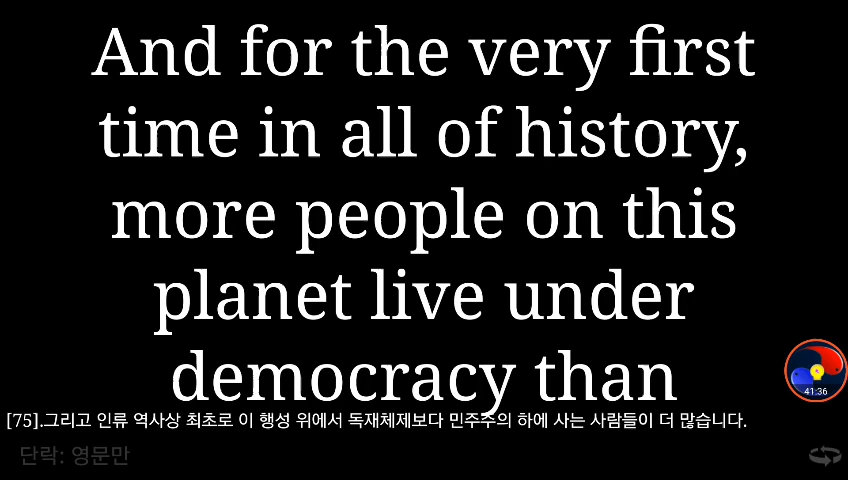 And for the very first
time in all of history,
more people on this
planet live under
democracy than
[75].그리고 인류 역사상 최초로 이 행성 위에서 독재체제보다 민주주의 하에 사는 사람들이 더 많습니다.
단락: 영문만
41:36